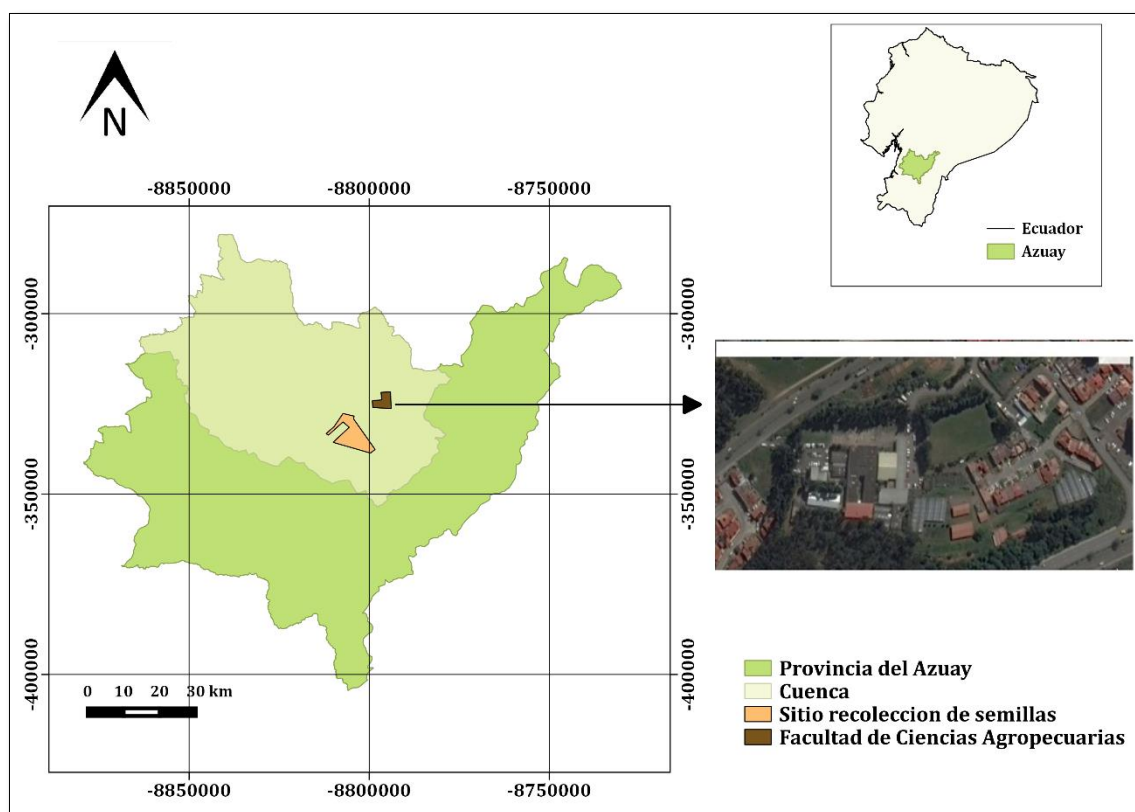 N
Ecuador
Azuay
-8850000 -8800000 -8750000
-300000 -300000
-350000 -350000
-400000 -400000
0 10 20 30 km
-8850000 -8800000 -8750000
Provincia del Azuay
Cuenca
Sitio recoleccion de semillas
Facultad de Ciencias Agropecuarias